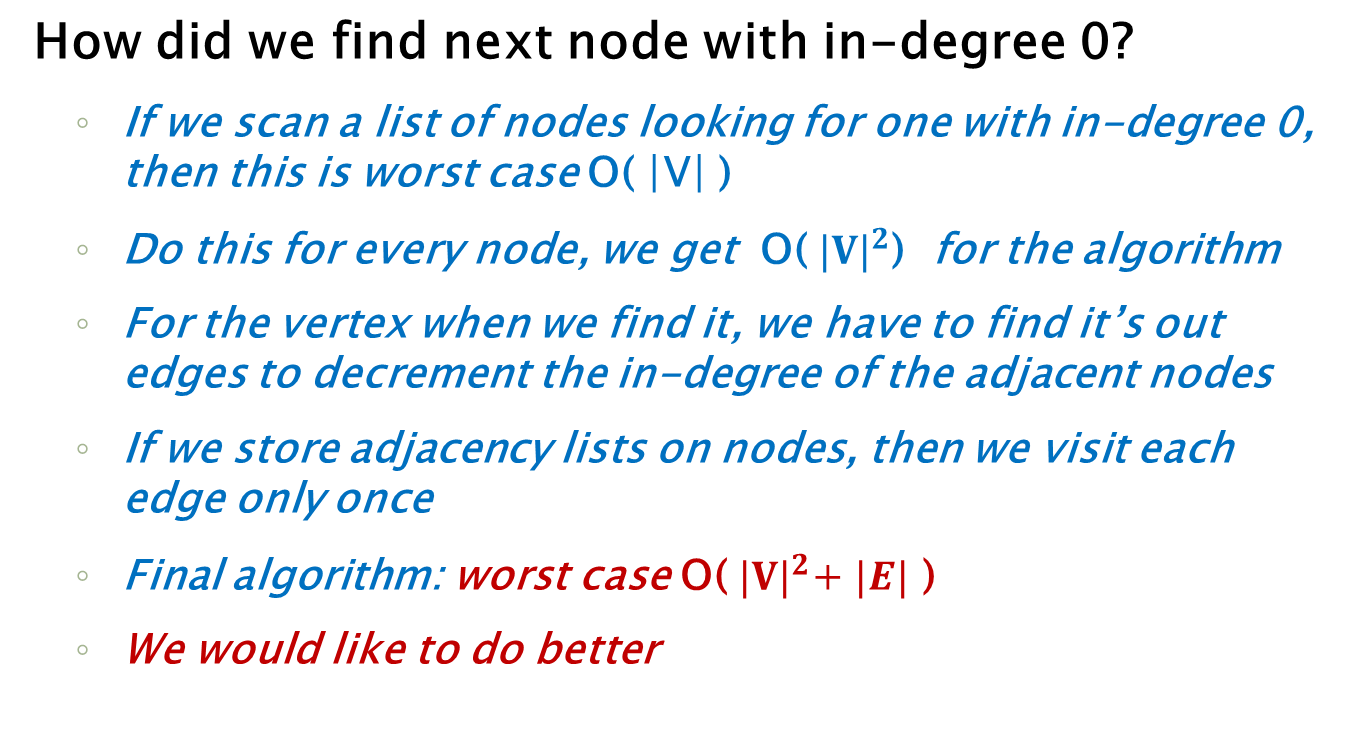 How did we find next node with in-degree 0?
◦ If we scan a list of nodes looking for one with in-degree 0,
then this is worst case O( |V| )
◦ Do this for every node, we get O( |V|²) for the algorithm
◦ For the vertex when we find it, we have to find it's out
edges to decrement the in-degree of the adjacent nodes
◦ If we store adjacency lists on nodes, then we visit each
edge only once
◦ Final algorithm: worst case O( |V|²+ |E| )
◦ We would like to do better